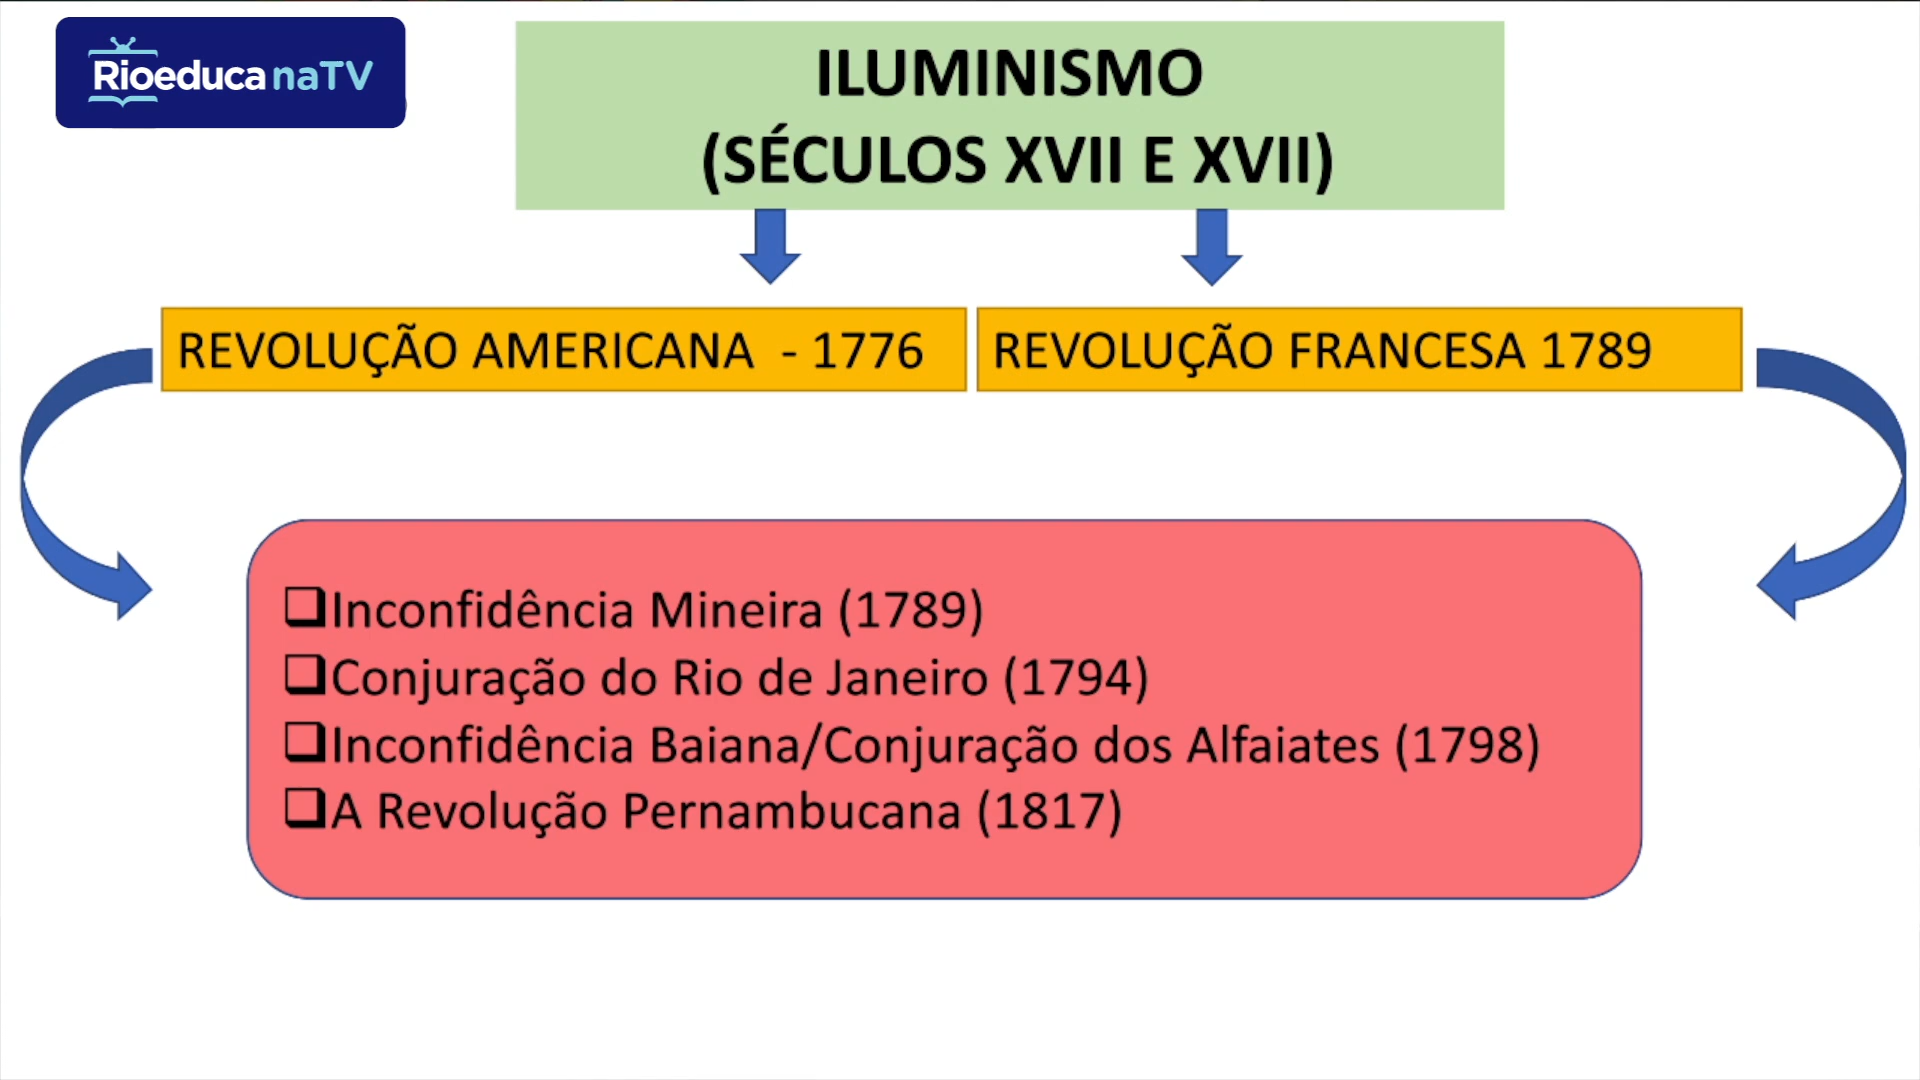 Rioeduca naTV
ILUMINISMO
(SÉCULOS XVII E XVII)
REVOLUÇÃO AMERICANA - 1776
REVOLUÇÃO FRANCESA 1789
❑Inconfidência Mineira (1789)
❑Conjuração do Rio de Janeiro (1794)
❑Inconfidência Baiana/Conjuração dos Alfaiates (1798)
❑A Revolução Pernambucana (1817)